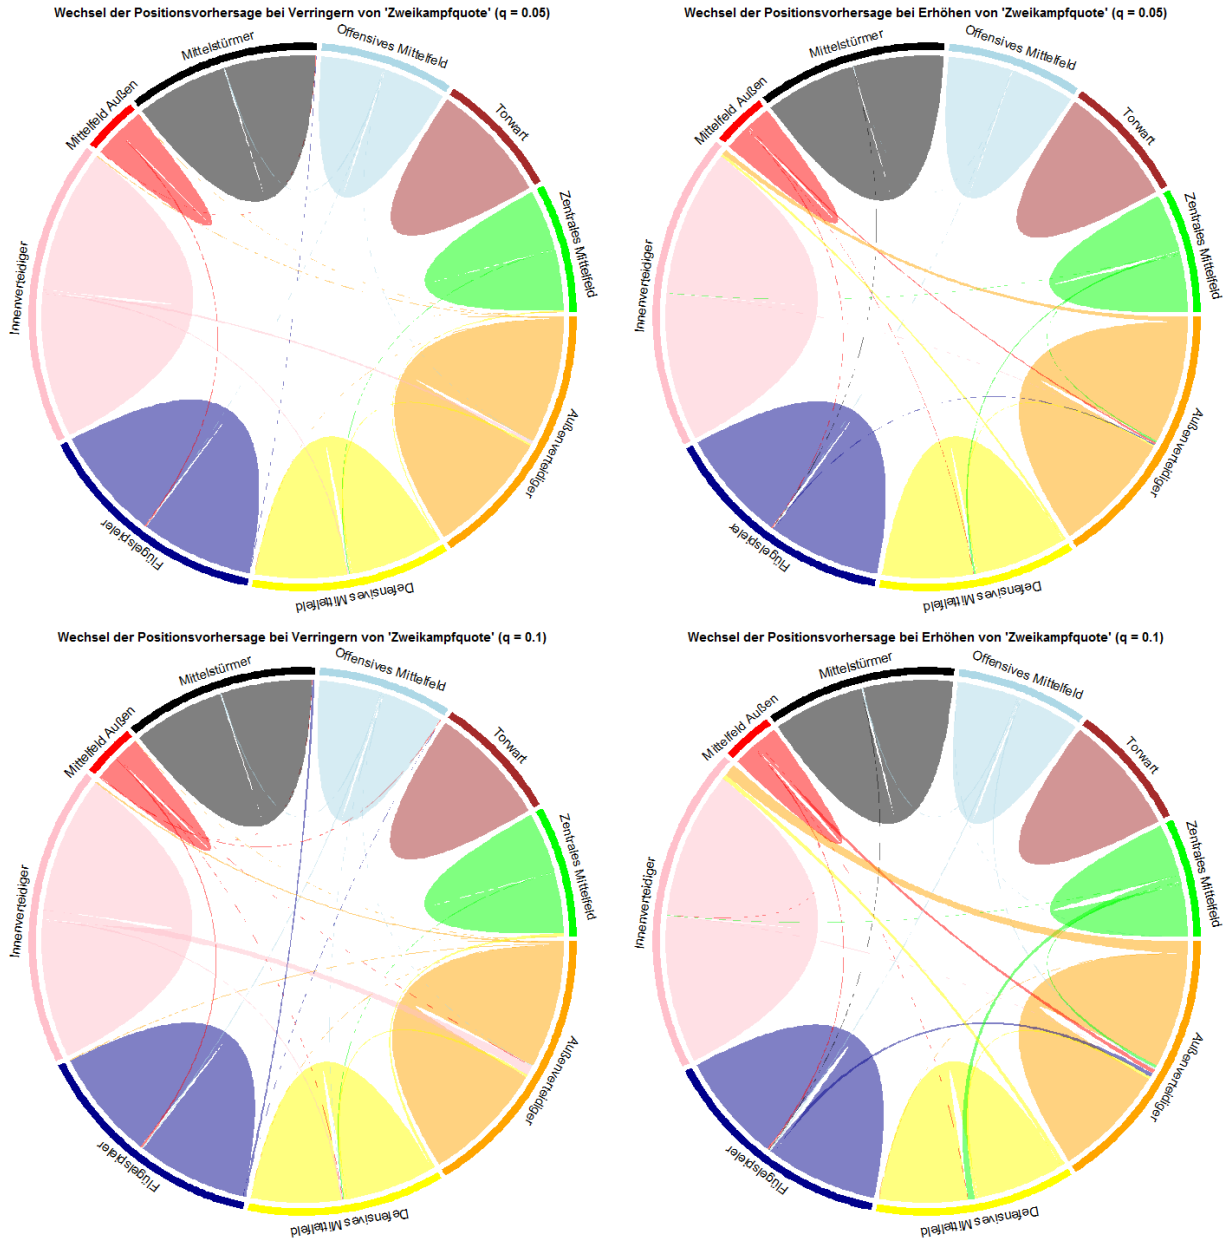 Wechsel der Positionsvorhersage bei Verringern von 'Zweikampfquote' (q = 0.05)
Mittelstürmer
Offensives Mittelfeld
Mittelfeld Außen
Torwart
Zentrales Mittelfeld
Innenverteidiger
Außenverteidiger
Flügelspieler
Defensives Mittelfeld
Wechsel der Positionsvorhersage bei Erhöhen von 'Zweikampfquote' (q = 0.05)
Mittelstürmer
Offensives Mittelfeld
Mittelfeld Außen
Torwart
Zentrales Mittelfeld
Innenverteidiger
Außenverteidiger
Flügelspieler
Defensives Mittelfeld
Wechsel der Positionsvorhersage bei Verringern von 'Zweikampfquote' (q = 0.1)
Mittelstürmer
Offensives Mittelfeld
Mittelfeld Außen
Torwart
Zentrales Mittelfeld
Innenverteidiger
Außenverteidiger
Flügelspieler
Defensives Mittelfeld
Wechsel der Positionsvorhersage bei Erhöhen von 'Zweikampfquote' (q = 0.1)
Mittelstürmer
Offensives Mittelfeld
Mittelfeld Außen
Torwart
Zentrales Mittelfeld
Innenverteidiger
Außenverteidiger
Flügelspieler
Defensives Mittelfeld